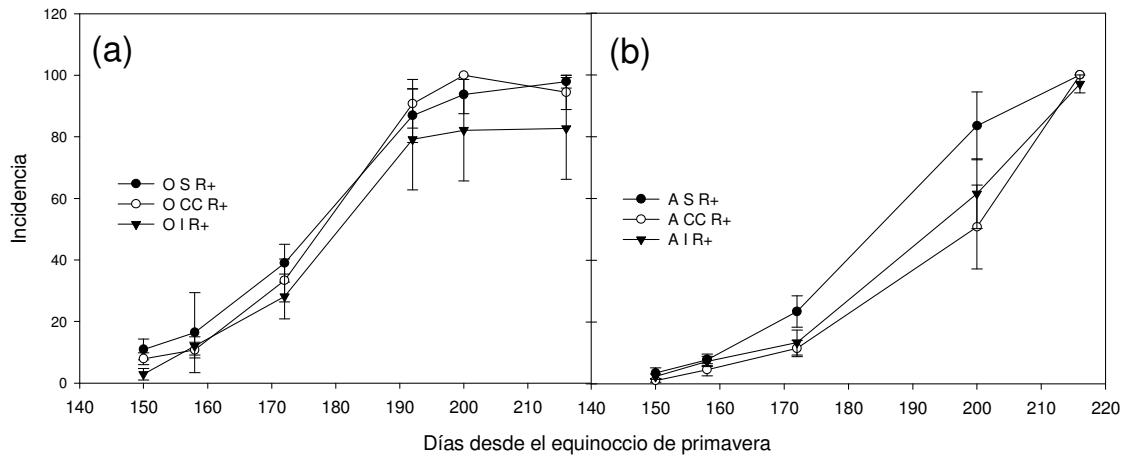 120
100
80
60
40
20
0
Incidencia
(a)
O S R+
O CC R+
O I R+
(b)
A S R+
A CC R+
A I R+
140 150 160 170 180 190 200 210 140 150 160 170 180 190 200 210 220
Días desde el equinoccio de primavera